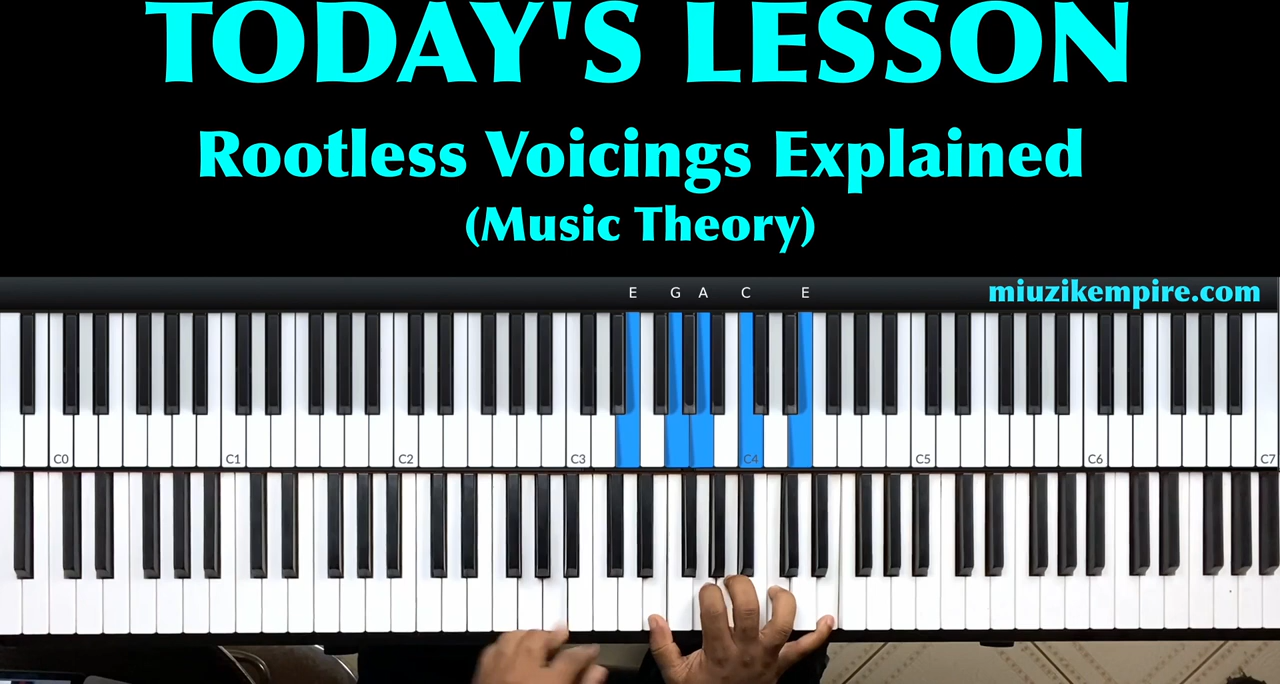 TODAY'S LESSON
Rootless Voicings Explained
(Music Theory)
E G A C E
miuzikempire.com
C0 C1 C2 C3 C4 C5 C6 C7